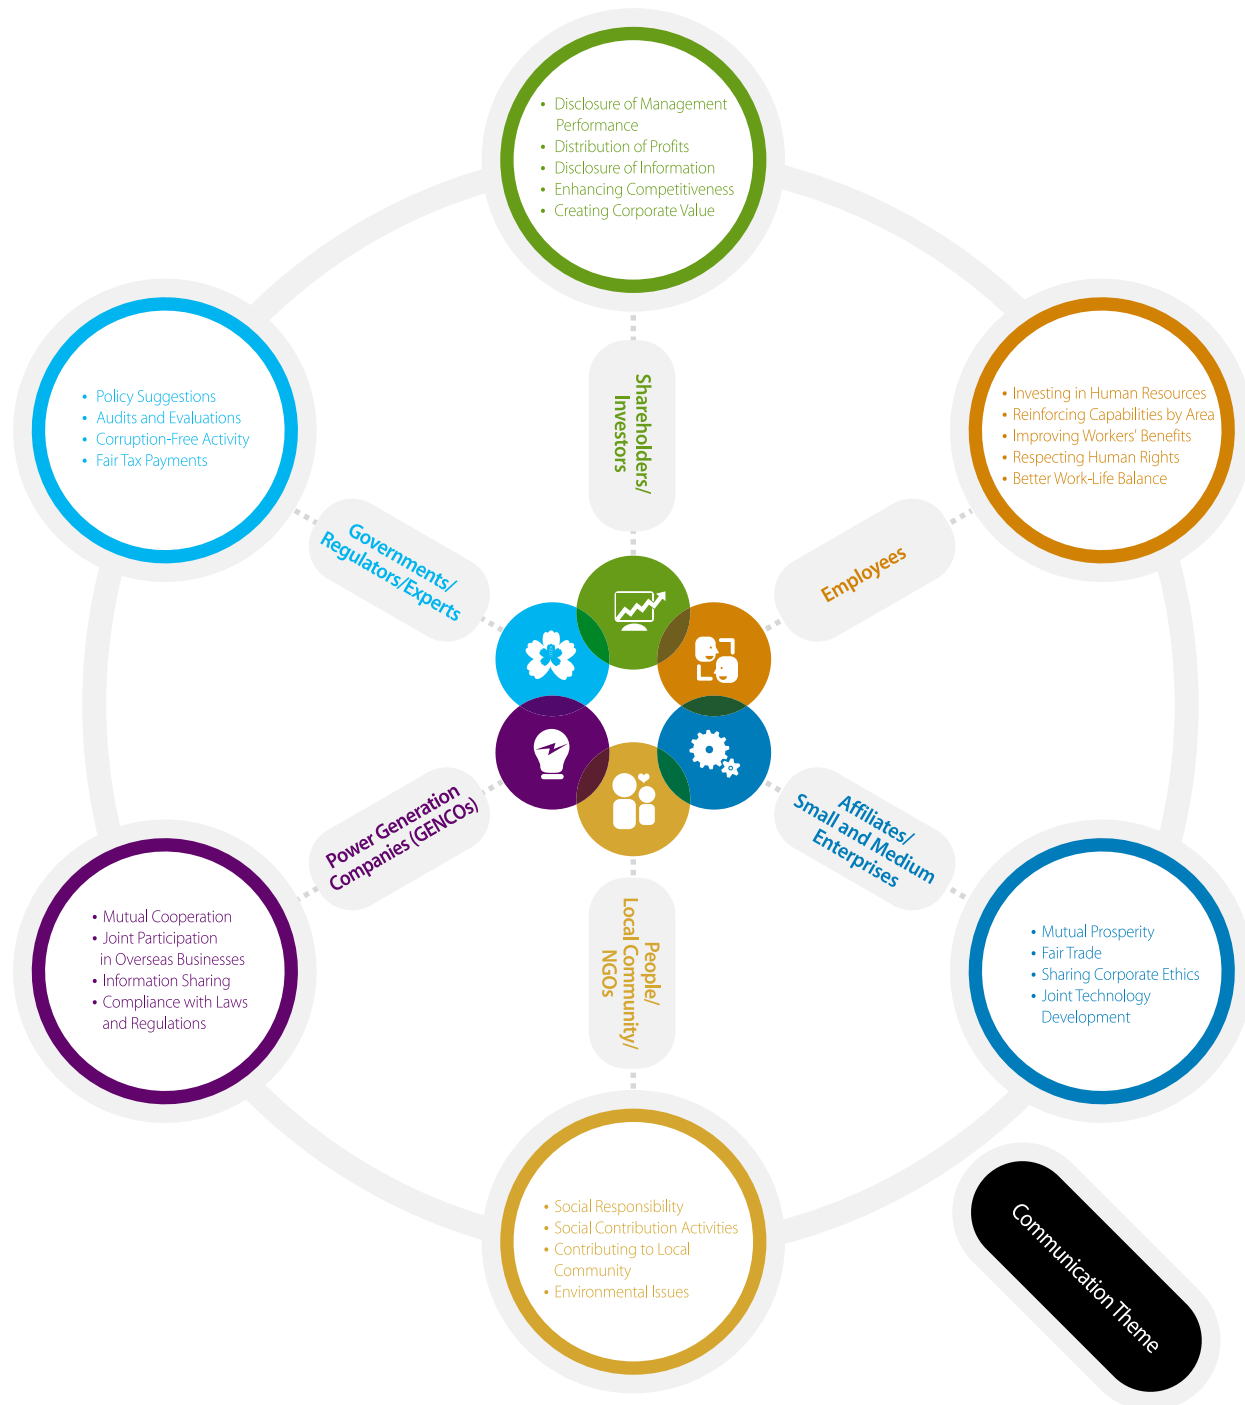 • Disclosure of Management
Performance
• Distribution of Profits
• Disclosure of Information
• Enhancing Competitiveness
• Creating Corporate Value
Shareholders/
Investors
• Investing in Human Resources
• Reinforcing Capabilities by Area
• Improving Workers' Benefits
• Respecting Human Rights
• Better Work-Life Balance
Employees
• Mutual Prosperity
• Fair Trade
• Sharing Corporate Ethics
• Joint Technology
Development
Affiliates/
Small and Medium
Enterprises
• Social Responsibility
• Social Contribution Activities
• Contributing to Local
Community
• Environmental Issues
People/
Local Community/
NGOs
• Mutual Cooperation
• Joint Participation
in Overseas Businesses
• Information Sharing
• Compliance with Laws
and Regulations
Power Generation
Companies (GENCOs)
• Policy Suggestions
• Audits and Evaluations
• Corruption-Free Activity
• Fair Tax Payments
Governments/
Regulators/Experts
Communication Theme